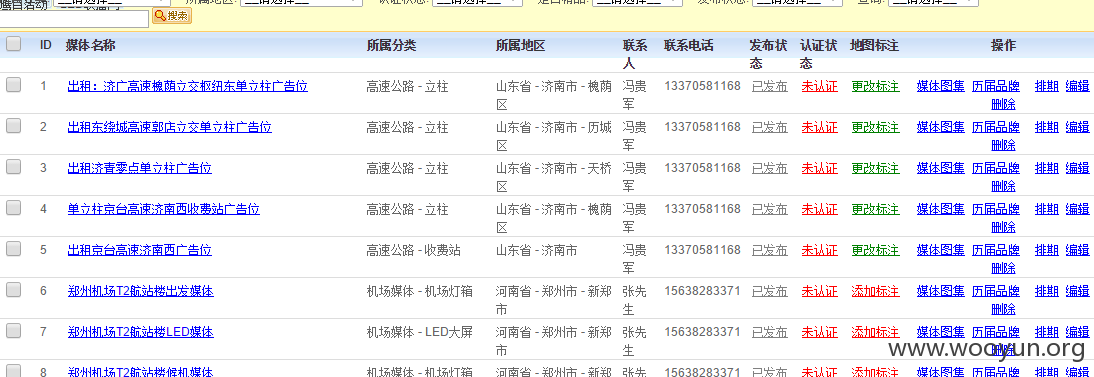 所属地区: 认证状态: 是否精品: 发布状态: 查询:
搜索
ID 媒体名称 所属分类 所属地区 联系人 联系电话 发布状态 认证状态 地图标注 操作
1 出租：济广高速槐荫立交枢纽东单立柱广告位 高速公路 - 立柱 山东省 - 济南市 - 槐荫区 冯贵军 13370581168 已发布 未认证 更改标注 媒体图集 历届品牌 排期 编辑 删除
2 出租东绕城高速郭店立交单立柱广告位 高速公路 - 立柱 山东省 - 济南市 - 历城区 冯贵军 13370581168 已发布 未认证 更改标注 媒体图集 历届品牌 排期 编辑 删除
3 出租济青零点单立柱广告位 高速公路 - 立柱 山东省 - 济南市 - 天桥区 冯贵军 13370581168 已发布 未认证 更改标注 媒体图集 历届品牌 排期 编辑 删除
4 单立柱京台高速济南西收费站广告位 高速公路 - 立柱 山东省 - 济南市 - 槐荫区 冯贵军 13370581168 已发布 未认证 更改标注 媒体图集 历届品牌 排期 编辑 删除
5 出租京台高速济南西广告位 高速公路 - 收费站 山东省 - 济南市 冯贵军 13370581168 已发布 未认证 更改标注 媒体图集 历届品牌 排期 编辑 删除
6 郑州机场T2航站楼出发媒体 机场媒体 - 机场灯箱 河南省 - 郑州市 - 新郑市 张先生 15638283371 已发布 未认证 添加标注 媒体图集 历届品牌 排期 编辑 删除
7 郑州机场T2航站楼LED媒体 机场媒体 - LED大屏 河南省 - 郑州市 - 新郑市 张先生 15638283371 已发布 未认证 添加标注 媒体图集 历届品牌 排期 编辑 删除
www.wooyun.org
8 郑州机场T2航站楼候机媒体 机场媒体 - 机场灯箱 河南省 - 郑州市 - 新郑 张先 15638283371 已发布 未认证 添加标注 媒体图集 历届品牌 排期 编辑